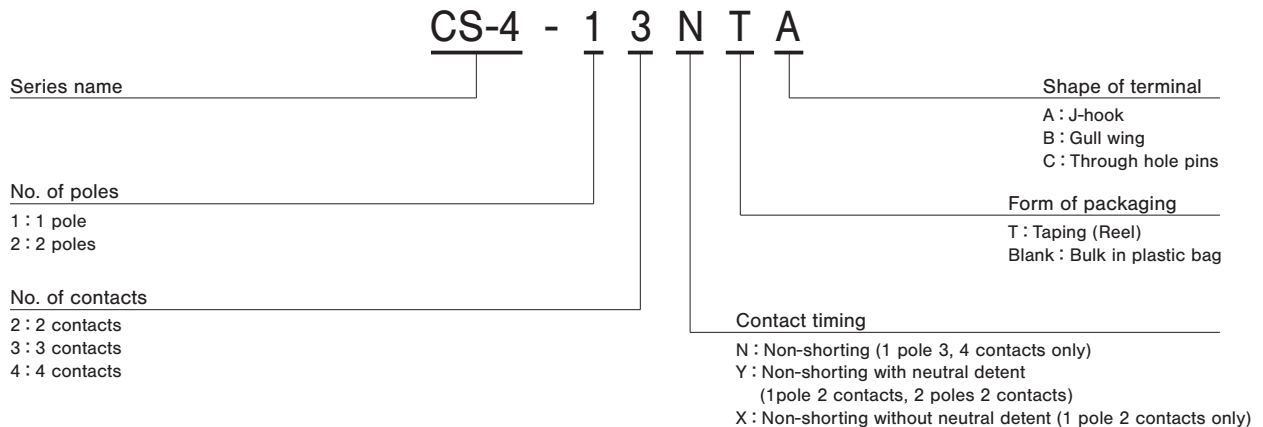 CS-4 - 1 3 N T A
Series name
No. of poles
1 : 1 pole
2 : 2 poles
No. of contacts
2 : 2 contacts
3 : 3 contacts
4 : 4 contacts
Shape of terminal
A : J-hook
B : Gull wing
C : Through hole pins
Form of packaging
T : Taping (Reel)
Blank : Bulk in plastic bag
Contact timing
N : Non-shorting (1 pole 3, 4 contacts only)
Y : Non-shorting with neutral detent
(1pole 2 contacts, 2 poles 2 contacts)
X : Non-shorting without neutral detent (1 pole 2 contacts only)